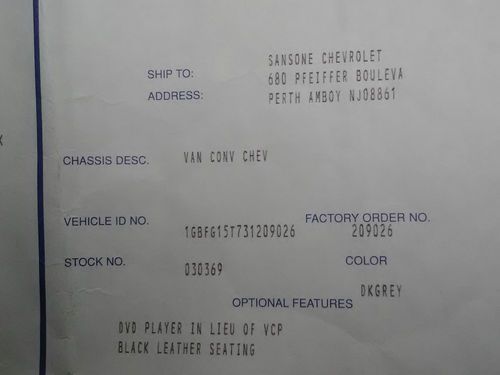 SHIP TO: SANSONE CHEVROLET
680 PFEIFFER BOULEVA
ADDRESS: PERTH AMBOY NJ08861
CHASSIS DESC. VAN CONV CHEV
VEHICLE ID NO. 1GBFG15T731209026 FACTORY ORDER NO. 209026
STOCK NO. 030369 COLOR
DKGREY
OPTIONAL FEATURES
DVD PLAYER IN LIEU OF VCP
BLACK LEATHER SEATING